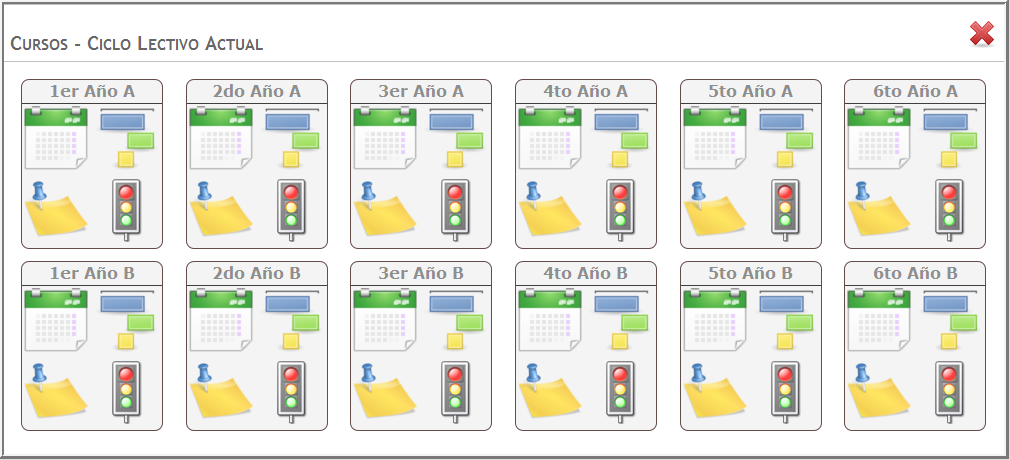 Cursos - Ciclo Lectivo Actual
1er Año A
2do Año A
3er Año A
4to Año A
5to Año A
6to Año A
1er Año B
2do Año B
3er Año B
4to Año B
5to Año B
6to Año B